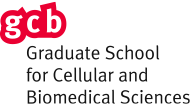 gcb
Graduate School
for Cellular and
Biomedical Sciences